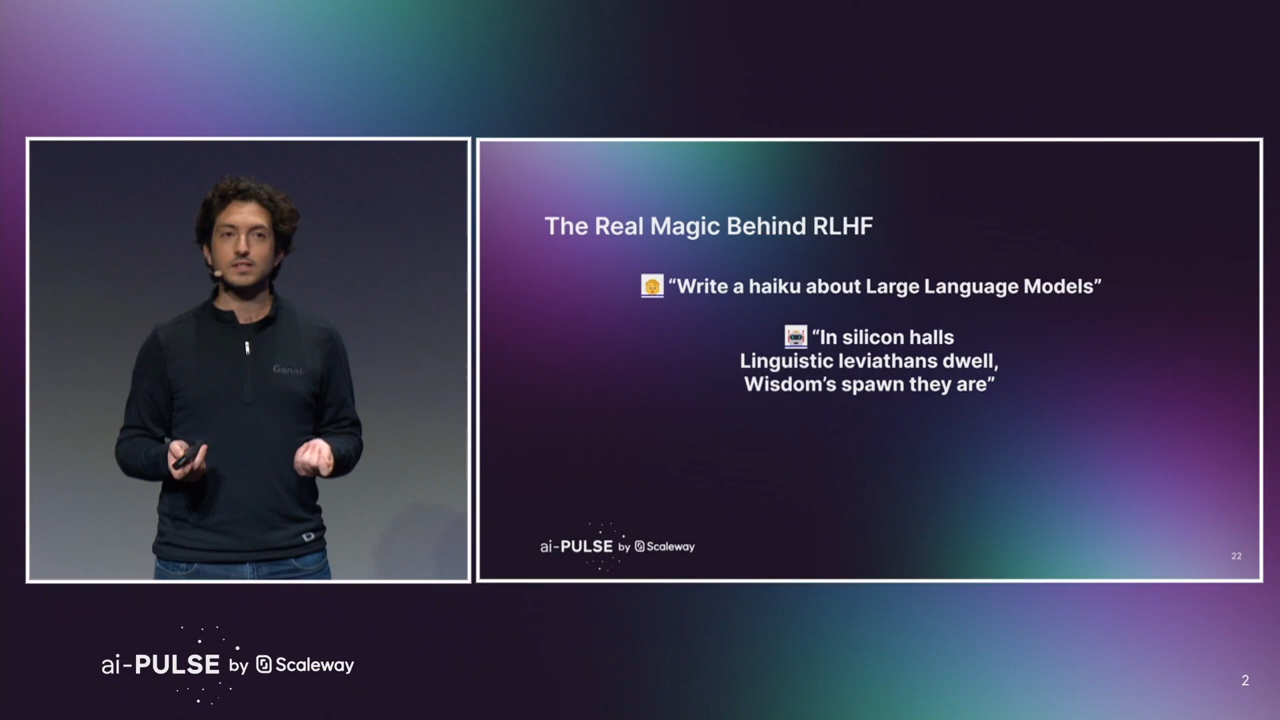 The Real Magic Behind RLHF
“Write a haiku about Large Language Models”
“In silicon halls
Linguistic leviathans dwell,
Wisdom’s spawn they are”
ai-PULSE by Scaleway
22
ai-PULSE by Scaleway
2